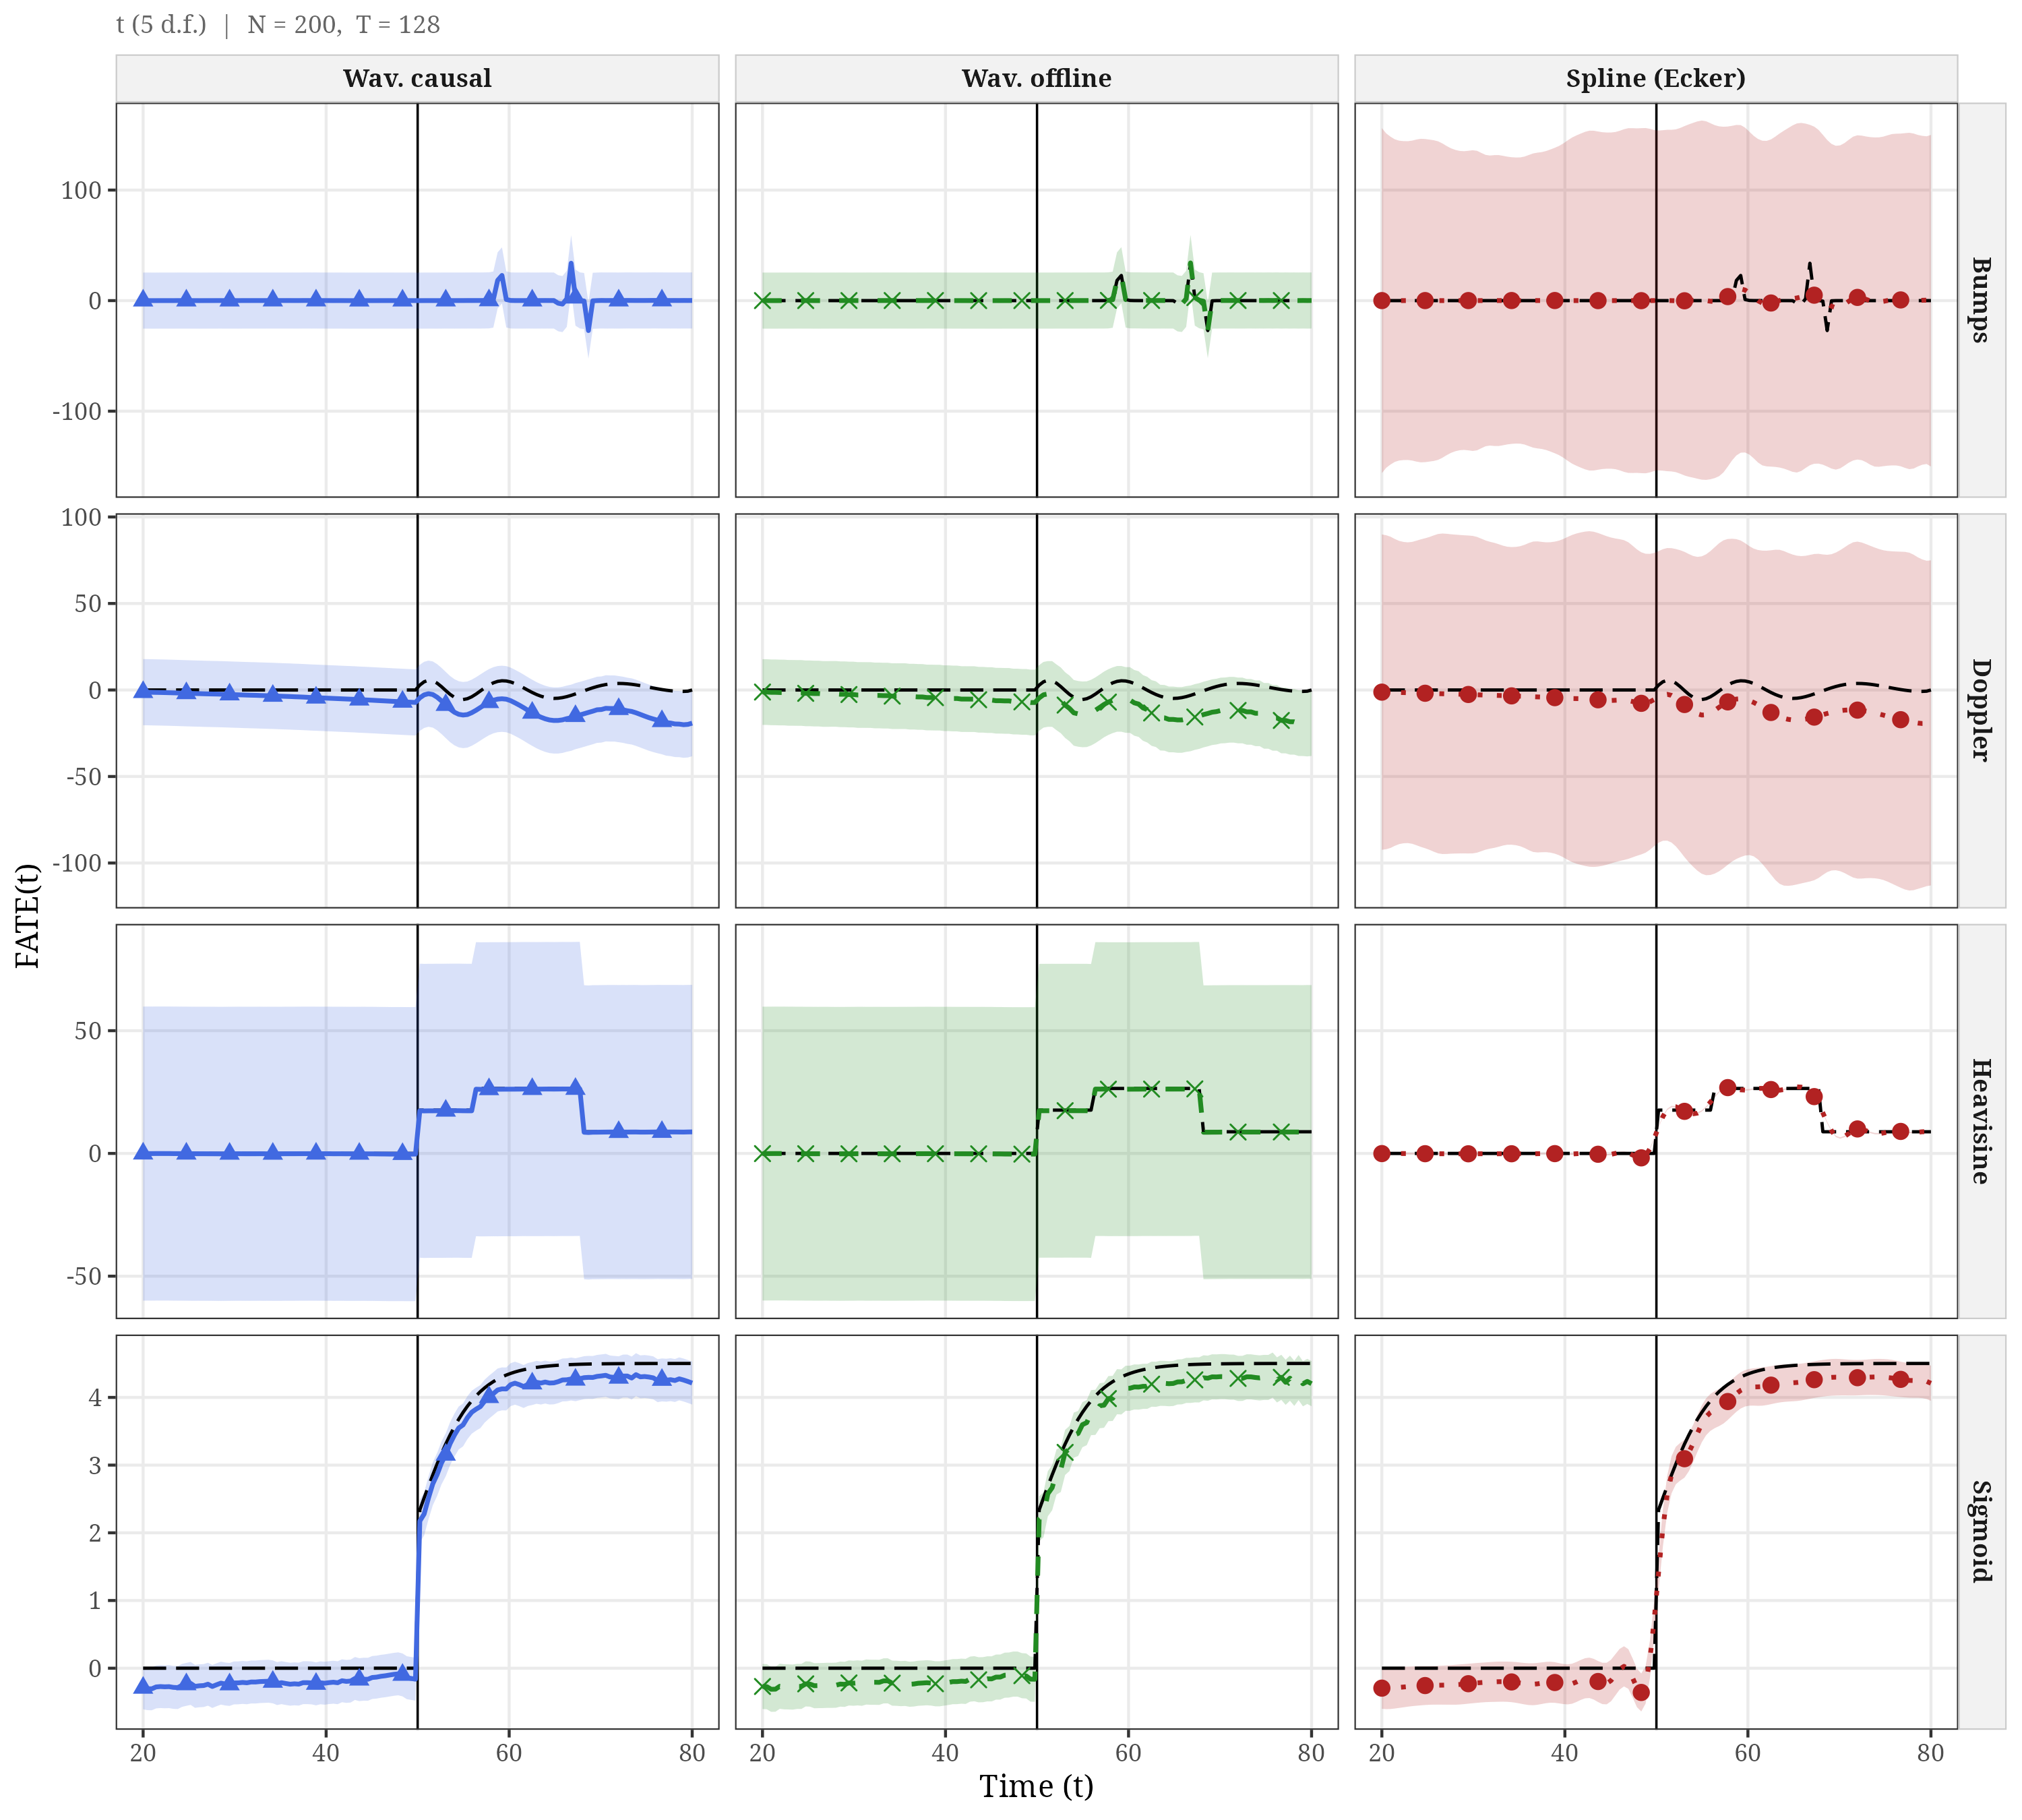 t (5 d.f.) | N = 200, T = 128
Wav. causal
Wav. offline
Spline (Ecker)
100
0
-100
Bumps
100
50
0
-50
-100
Doppler
FATE(t)
50
0
-50
Heavisine
4
3
2
1
0
Sigmoid
20 40 60 80 20 40 60 80 20 40 60 80
Time (t)